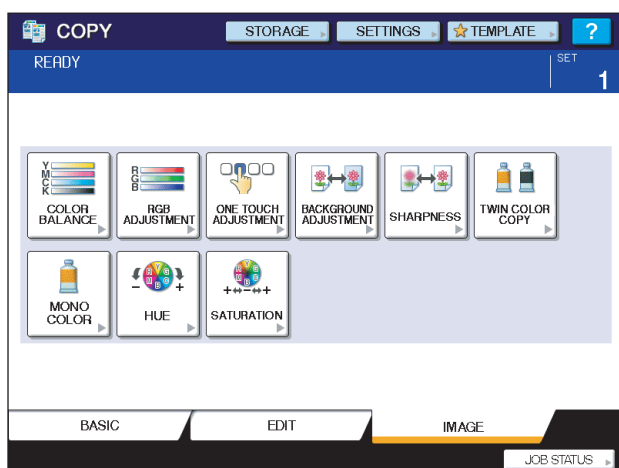 COPY
STORAGE
SETTINGS
TEMPLATE
?
READY
SET
1
Y
M
C
K
COLOR
BALANCE
R
G
B
RGB
ADJUSTMENT
ONE TOUCH
ADJUSTMENT
BACKGROUND
ADJUSTMENT
SHARPNESS
TWIN COLOR
COPY
MONO
COLOR
- +
HUE
+ - +
SATURATION
BASIC
EDIT
IMAGE
JOB STATUS